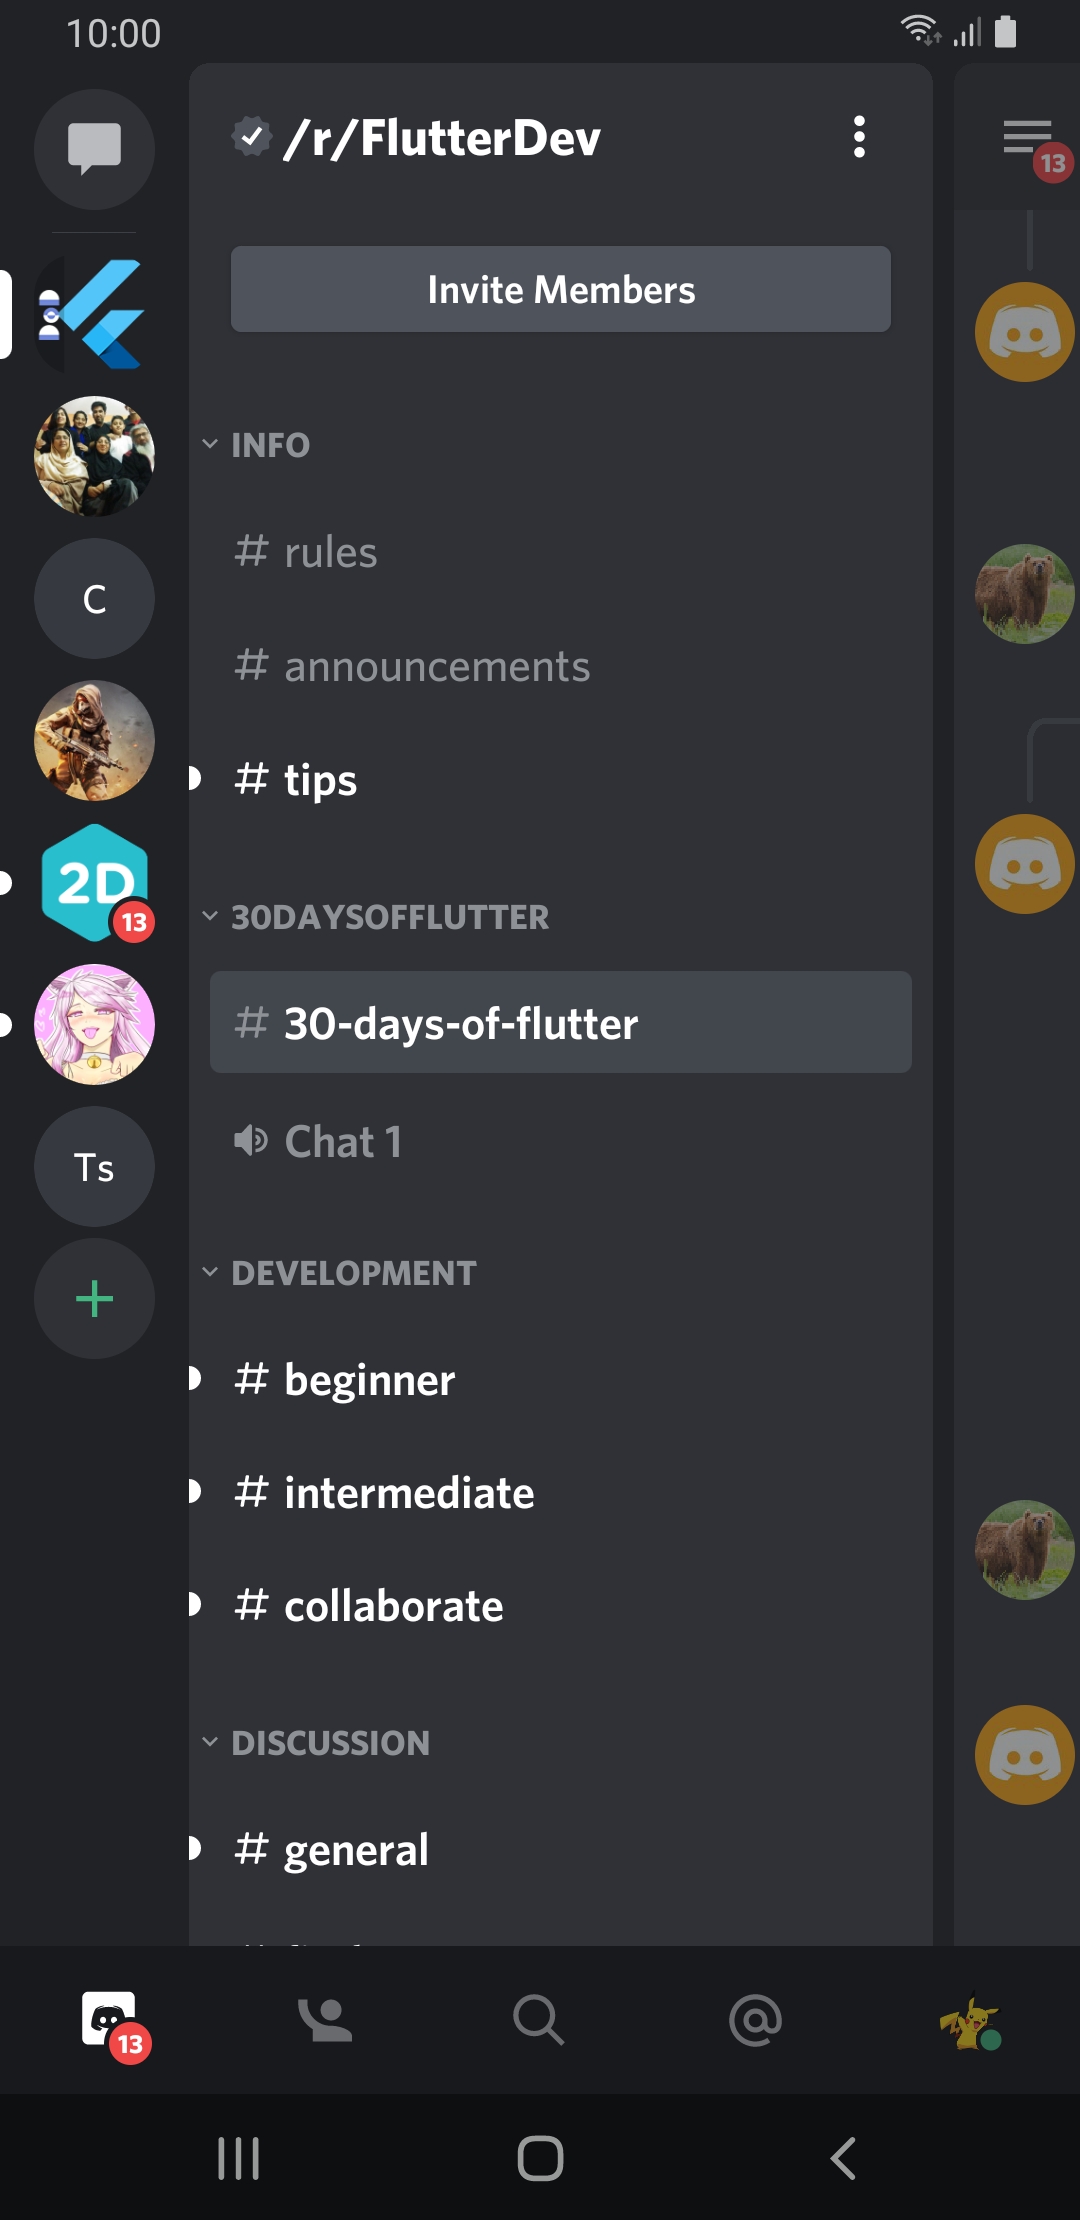 10:00
/r/FlutterDev
13
Invite Members
INFO
# rules
# announcements
# tips
C
2D
13
30DAYSOFFLUTTER
# 30-days-of-flutter
Chat 1
Ts
DEVELOPMENT
# beginner
# intermediate
# collaborate
DISCUSSION
# general
13